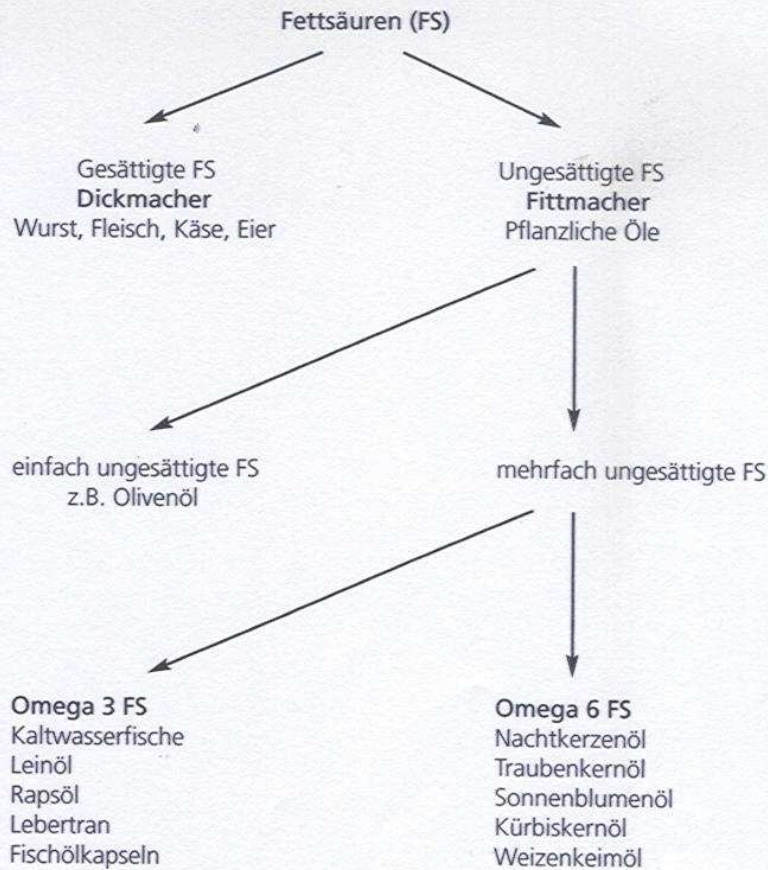 Fettsäuren (FS)
Gesättigte FS
Dickmacher
Wurst, Fleisch, Käse, Eier
Ungesättigte FS
Fittmacher
Pflanzliche Öle
einfach ungesättigte FS
z.B. Olivenöl
mehrfach ungesättigte FS
Omega 3 FS
Kaltwasserfische
Leinöl
Rapsöl
Lebertran
Fischölkapseln
Omega 6 FS
Nachtkerzenöl
Traubenkernöl
Sonnenblumenöl
Kürbiskernöl
Weizenkeimöl